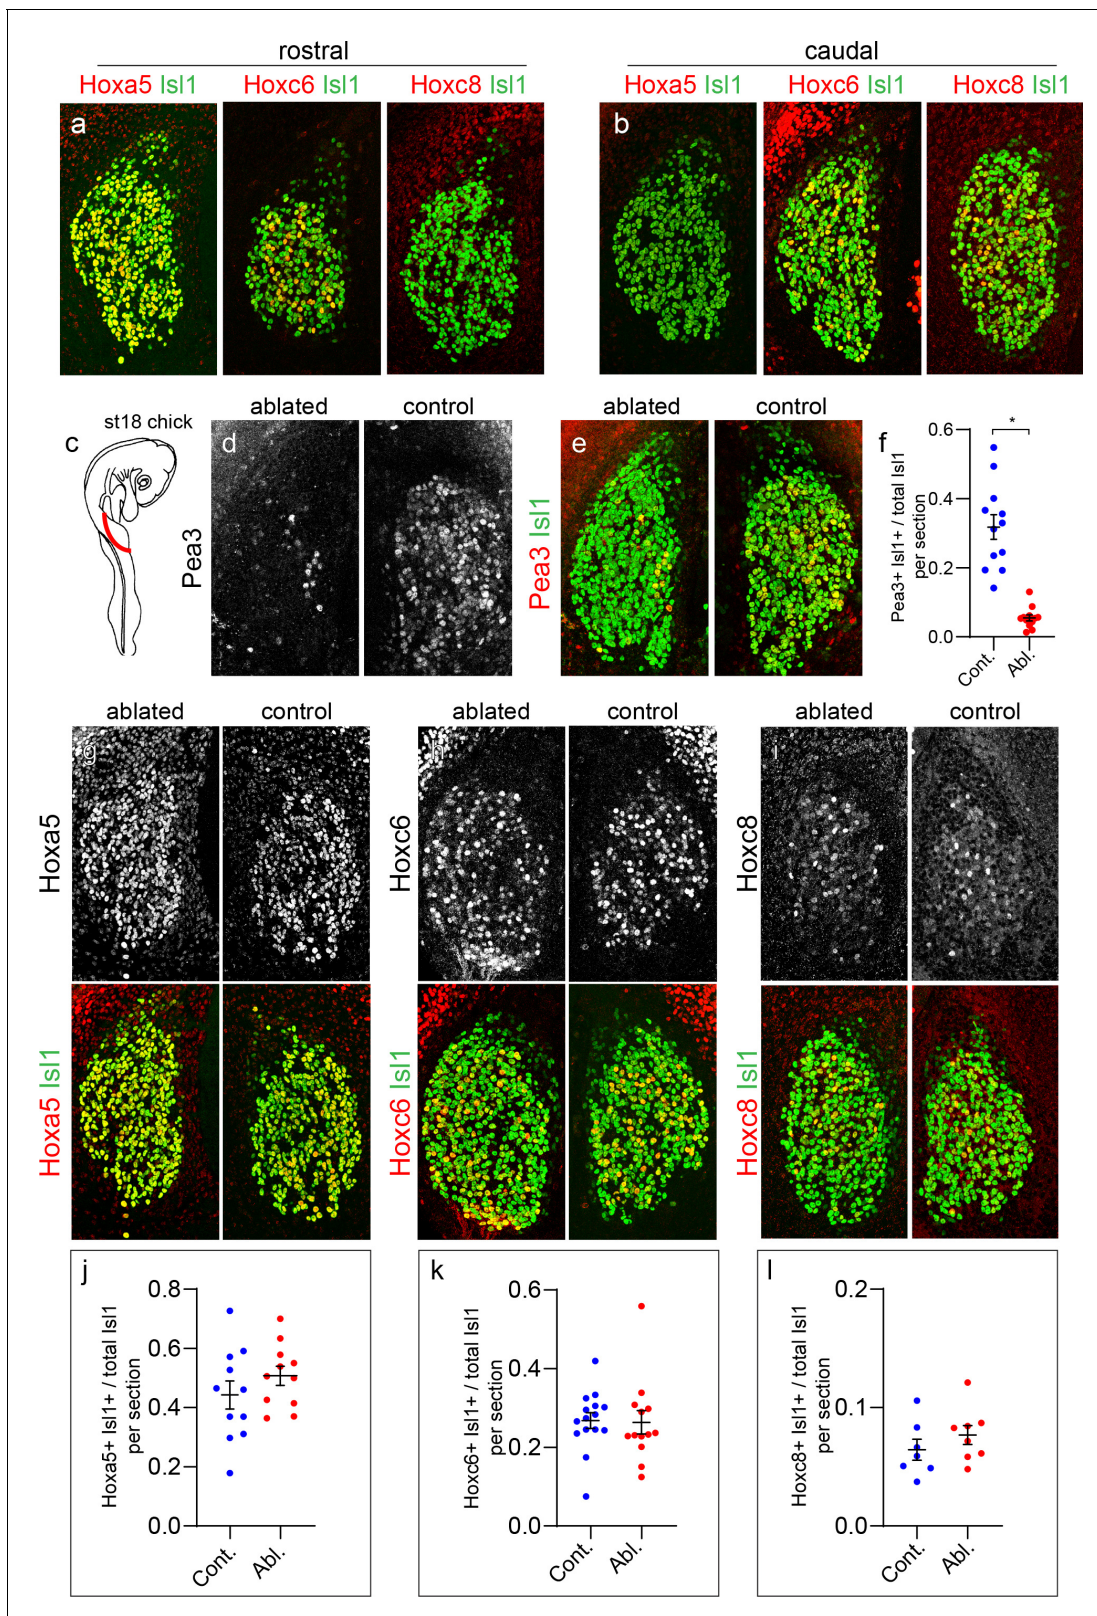 rostral
caudal
Hoxa5 Isl1
Hoxc6 Isl1
Hoxc8 Isl1
Hoxa5 Isl1
Hoxc6 Isl1
Hoxc8 Isl1
a
b
c
st18 chick
ablated
control
d
Pea3
ablated
control
e
Pea3 Isl1
f
*
0.6
0.4
0.2
0.0
Pea3+ Isl1+ / total Isl1
per section
Cont.
Abl.
ablated
control
g
Hoxa5
Hoxa5 Isl1
ablated
control
h
Hoxc6
Hoxc6 Isl1
ablated
control
i
Hoxc8
Hoxc8 Isl1
j
0.8
0.6
0.4
0.2
0.0
Hoxa5+ Isl1+ / total Isl1
per section
Cont.
Abl.
k
0.6
0.4
0.2
0.0
Hoxc6+ Isl1+ / total Isl1
per section
Cont.
Abl.
l
0.2
0.1
0.0
Hoxc8+ Isl1+ / total Isl1
per section
Cont.
Abl.